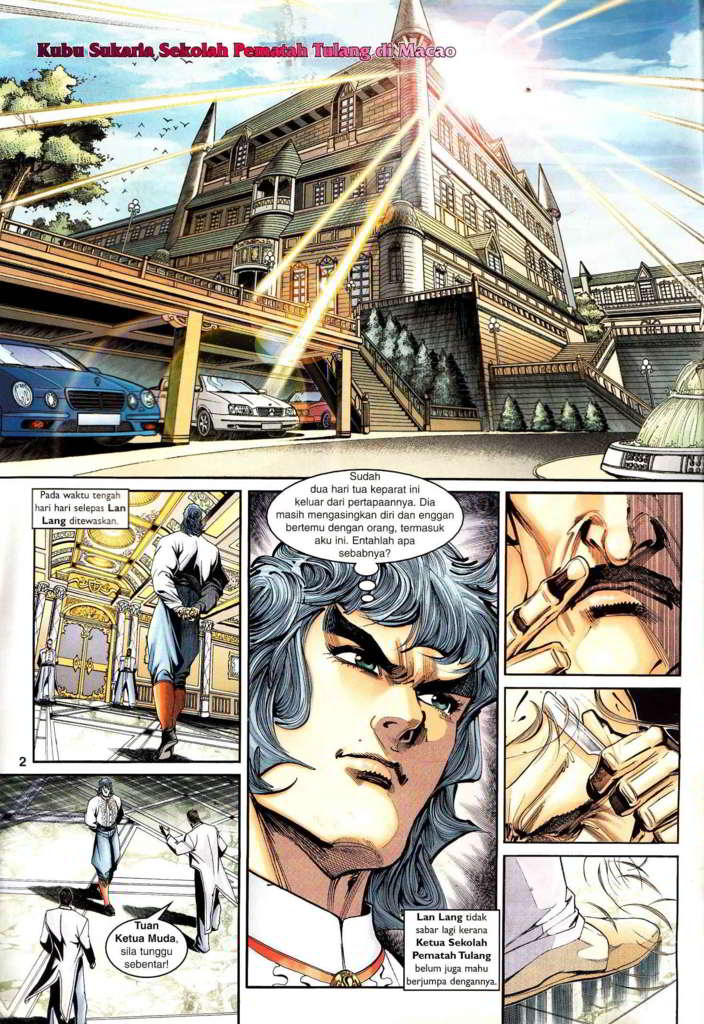 Kubu Sukaria Sekolah Pematah Tulang di Macao
Pada waktu tengah
hari hari selepas Lan
Lang ditewaskan.
Sudah
dua hari tua keparat ini
keluar dari pertapaannya. Dia
masih mengasingkan diri dan enggan
bertemu dengan orang, termasuk
aku ini. Entahlah apa
sebabnya?
2
Tuan
Ketua Muda,
sila tunggu
sebentar!
Lan Lang tidak
sabar lagi kerana
Ketua Sekolah
Pematah Tulang
belum juga mahu
berjumpa dengannya.